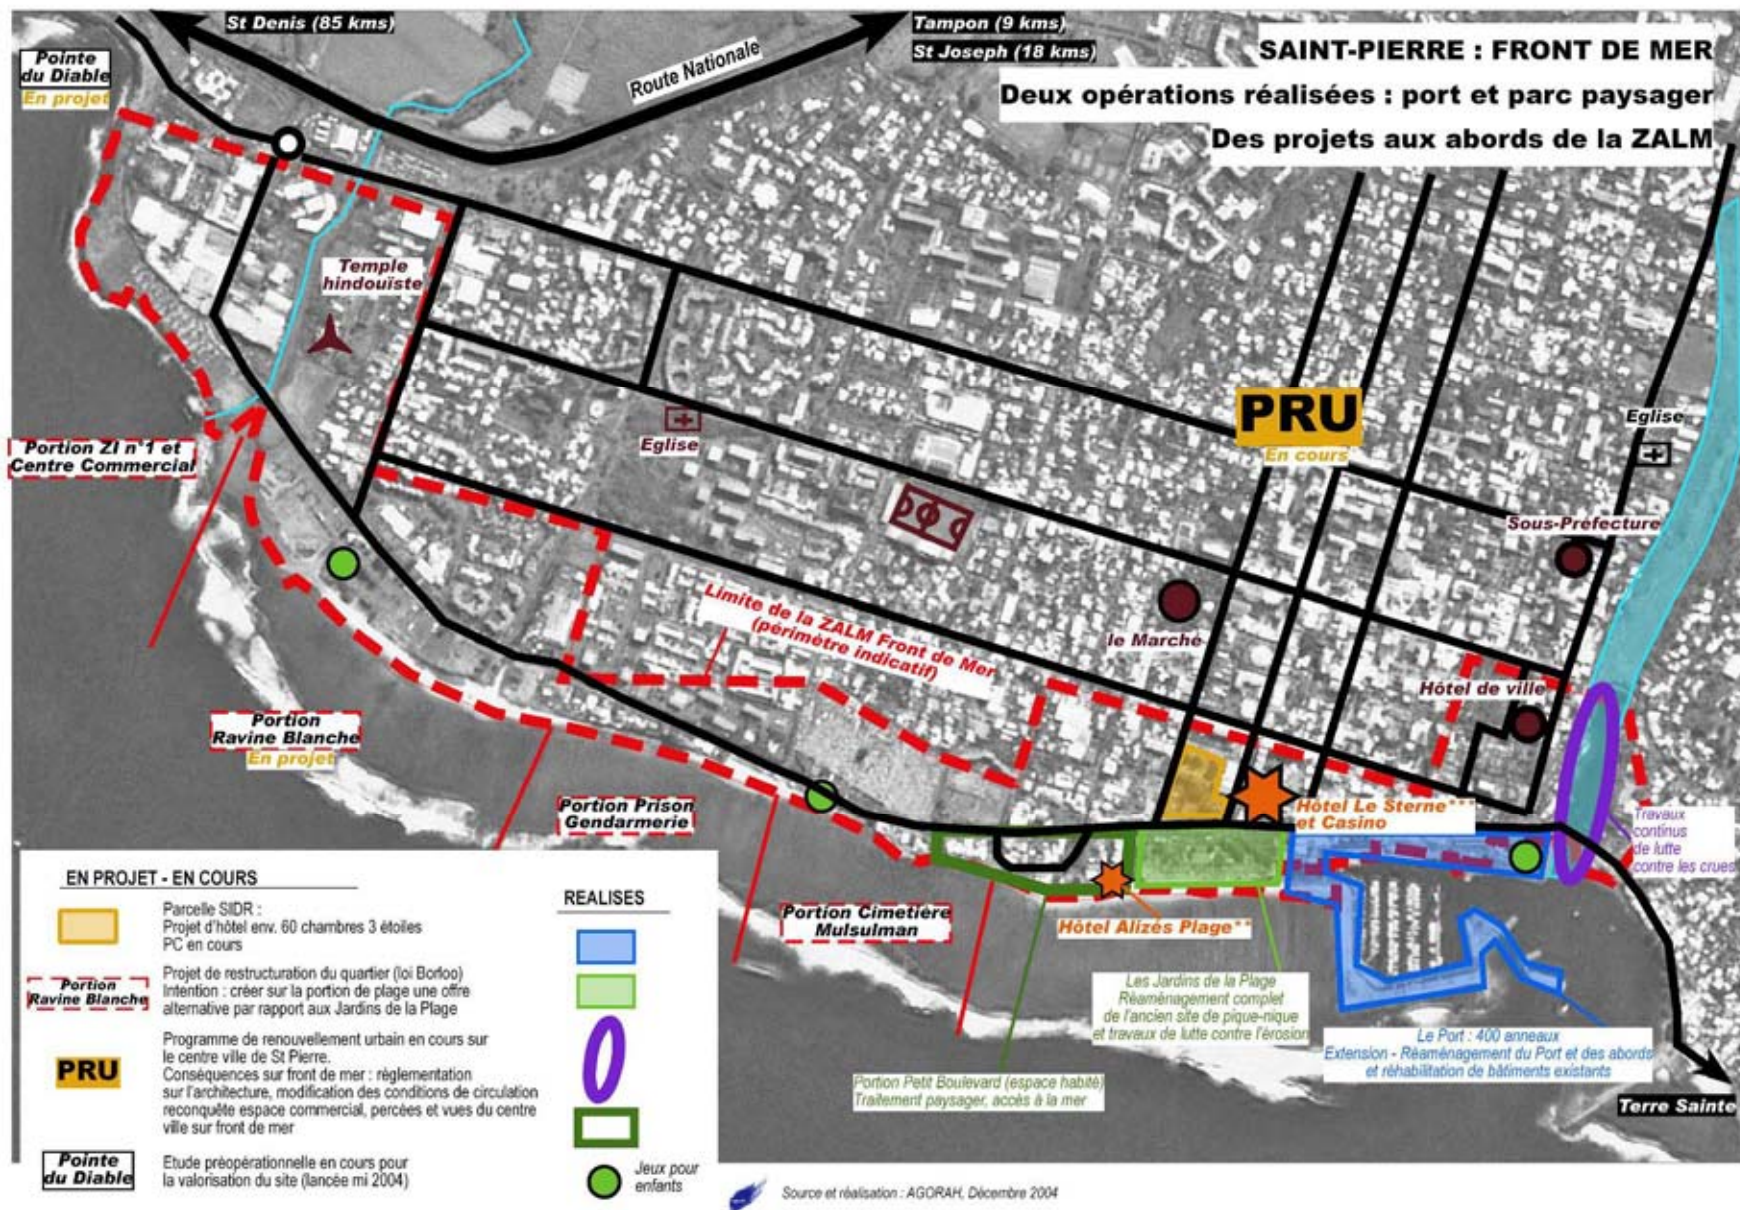 St Denis (85 kms)
Tampon (9 kms)
St Joseph (18 kms)
Route Nationale
SAINT-PIERRE : FRONT DE MER
Deux opérations réalisées : port et parc paysager
Des projets aux abords de la ZALM
Pointe
du Diable
En projet
Temple
hindouïste
Portion ZI n°1 et
Centre Commercial
Eglise
PRU
En cours
Eglise
Sous-Préfecture
le Marché
Hôtel de ville
Limite de la ZALM Front de Mer
(périmètre indicatif)
Portion
Ravine Blanche
En projet
Portion Prison
Gendarmerie
Portion Cimetière
Mulsulman
Hôtel Le Sterne***
et Casino
Travaux
continus
de lutte
contre les crues
Hôtel Alizés Plage**
Les Jardins de la Plage
Réaménagement complet
de l'ancien site de pique-nique
et travaux de lutte contre l'érosion
Le Port : 400 anneaux
Extension - Réaménagement du Port et des abords
et réhabilitation de bâtiments existants
Portion Petit Boulevard (espace habité)
Traitement paysager, accès à la mer
Terre Sainte
EN PROJET - EN COURS
Parcelle SIDR :
Projet d'hôtel env. 60 chambres 3 étoiles
PC en cours
Portion
Ravine Blanche
Projet de restructuration du quartier (loi Borloo)
Intention : créer sur la portion de plage une offre
alternative par rapport aux Jardins de la Plage
PRU
Programme de renouvellement urbain en cours sur
le centre ville de St Pierre.
Conséquences sur front de mer : réglementation
sur l'architecture, modification des conditions de circulation
reconquête espace commercial, percées et vues du centre
ville sur front de mer
Pointe
du Diable
Etude préopérationnelle en cours pour
la valorisation du site (lancée mi 2004)
REALISES
Jeux pour
enfants
Source et réalisation : AGORAH, Décembre 2004